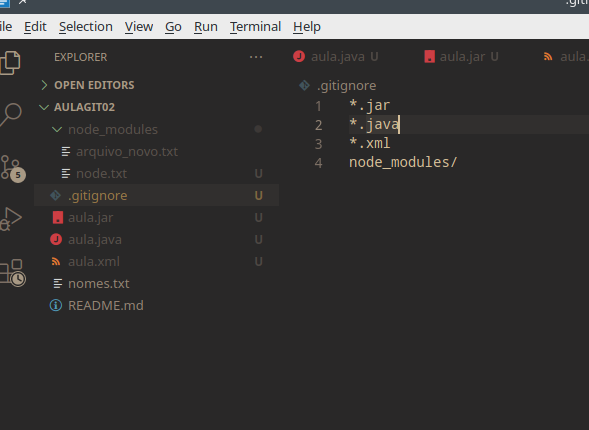 File Edit Selection View Go Run Terminal Help
EXPLORER ...
aula.java U aula.jar U aula.
OPEN EDITORS
AULAGIT02
node_modules
arquivo_novo.txt
node.txt U
.gitignore U
aula.jar U
aula.java U
aula.xml U
nomes.txt
README.md
5
.gitignore
1 *.jar
2 *.java
3 *.xml
4 node_modules/